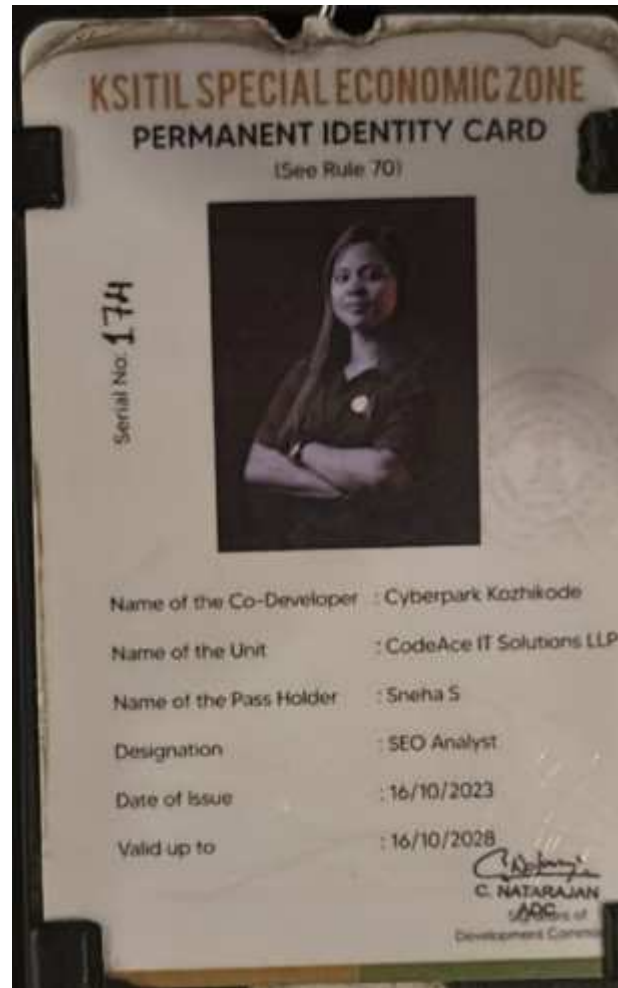 KSITIL SPECIAL ECONOMIC ZONE
PERMANENT IDENTITY CARD
(See Rule 70)
Serial No: 174
Name of the Co-Developer : Cyberpark Kozhikode
Name of the Unit : CodeAce IT Solutions LLP
Name of the Pass Holder : Sneha S
Designation : SEO Analyst
Date of Issue : 16/10/2023
Valid up to : 16/10/2028
C. NATARAJAN
ADC
of
Development